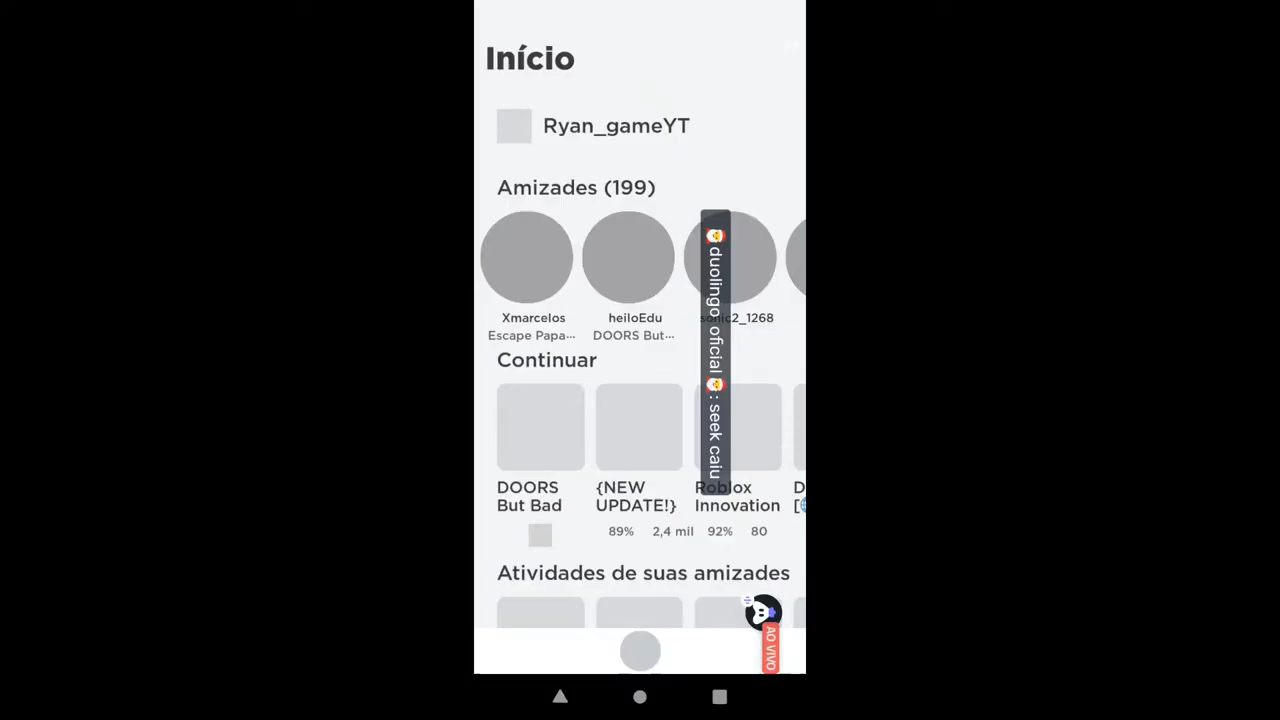 Início
Ryan_gameYT
Amizades (199)
Xmarcelos
heiloEdu
sonic2_1268
Escape Papa...
DOORS But...
🎅duolingo oficial🎅: seek caiu
Continuar
DOORS
But Bad
{NEW
UPDATE!}
Roblox
Innovation
D
[🌐
89%
2,4 mil
92%
80
Atividades de suas amizades
AO VIVO